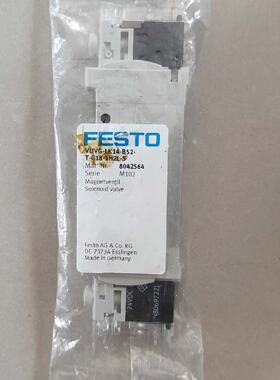 FESTO
VUVG-LK14-B52-
T-G18-1H2L-S
Mat. Nr. 8042564
Serie M102
Magnetventil
Solenoid valve
Festo AG & Co. KG
DE-73734 Esslingen
Made in Germany
24VDC